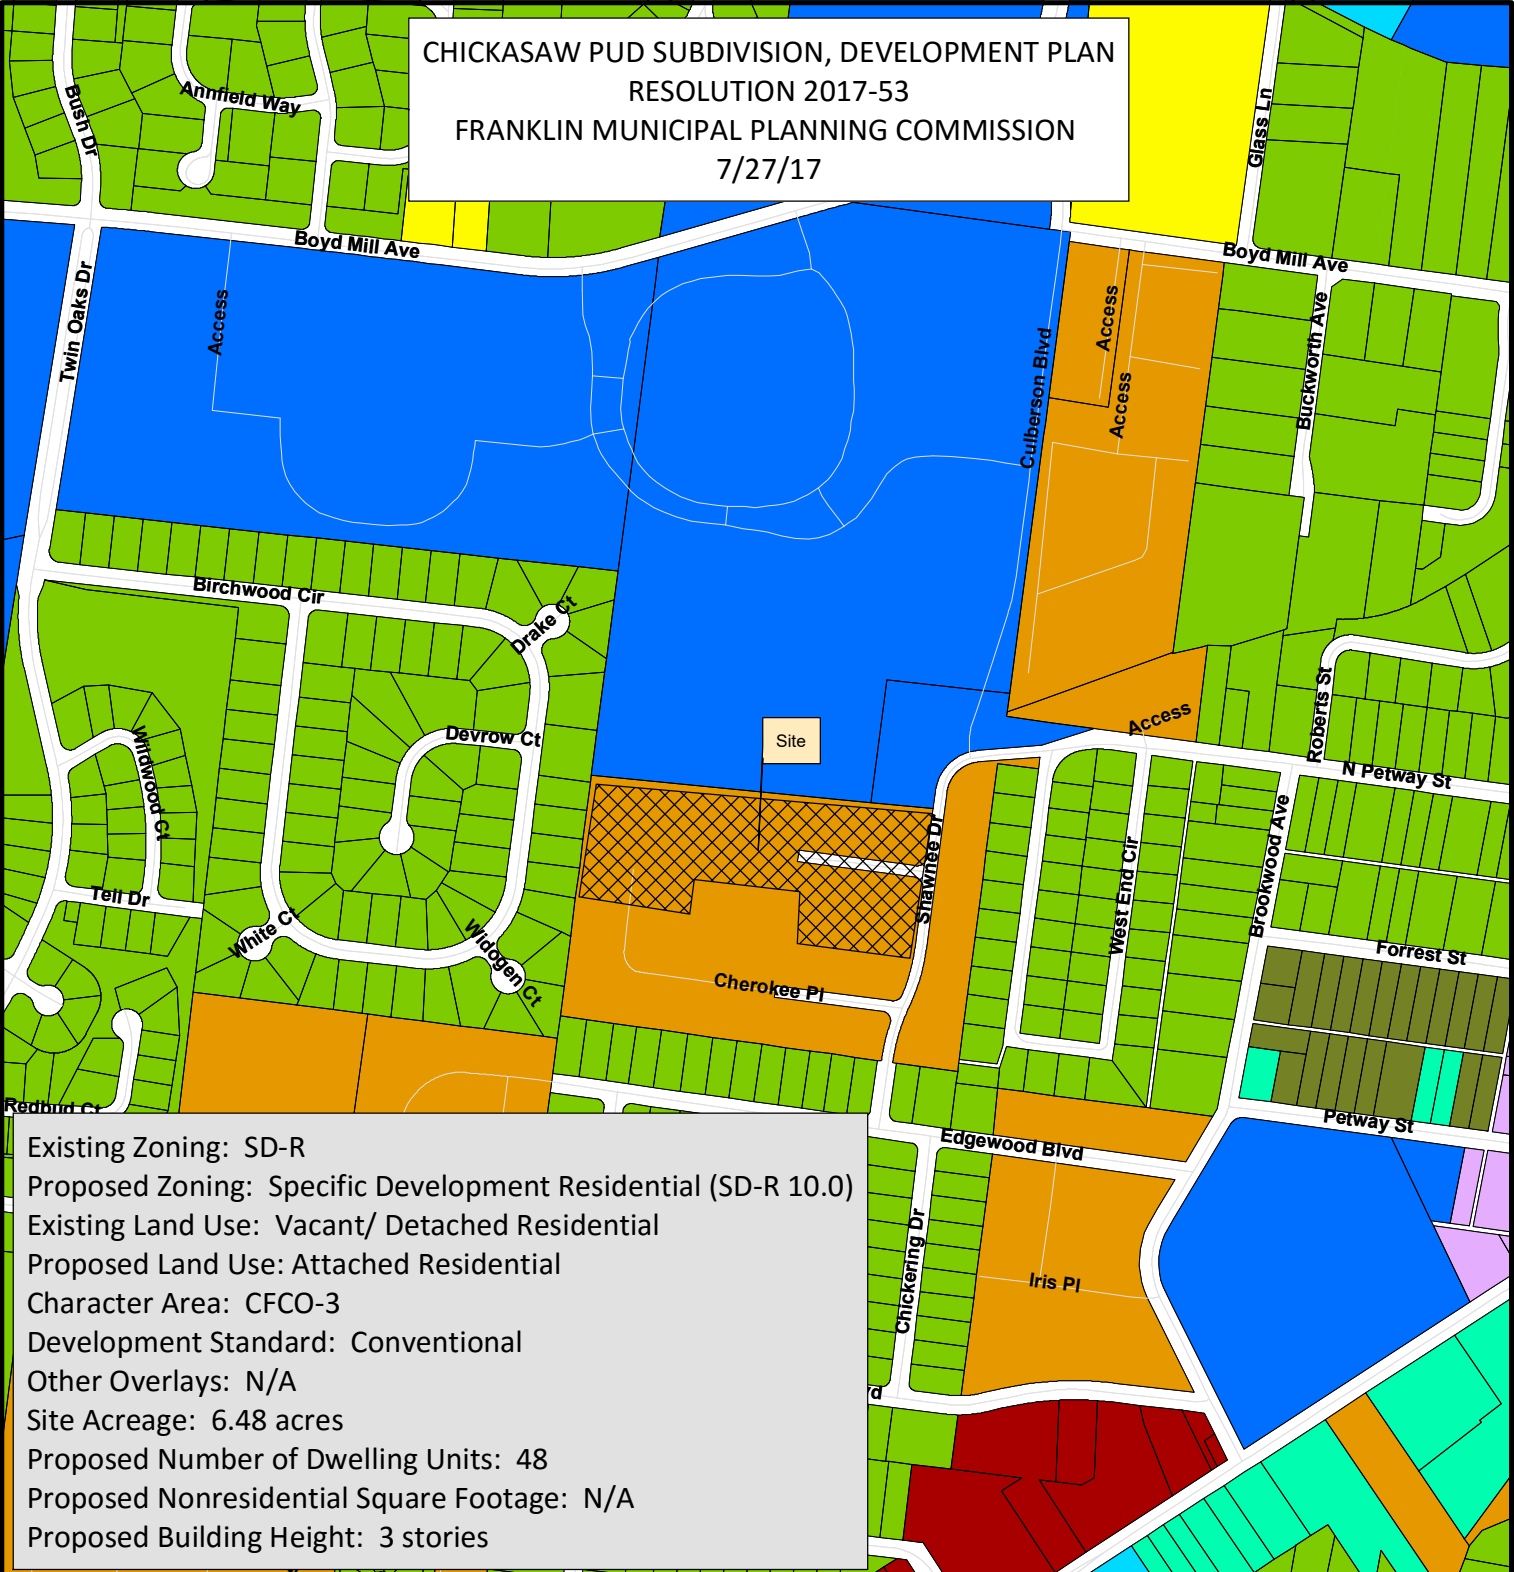 CHICKASAW PUD SUBDIVISION, DEVELOPMENT PLAN
RESOLUTION 2017-53
FRANKLIN MUNICIPAL PLANNING COMMISSION
7/27/17
Bush Dr
Annfield Way
Glass Ln
Boyd Mill Ave
Boyd Mill Ave
Twin Oaks Dr
Access
Culberson Blvd
Access
Access
Buckworth Ave
Birchwood Cir
Drake Ct
Devrow Ct
Wildwood Ct
Site
Access
Roberts St
N Petway St
Shawnee Dr
West End Cir
Brookwood Ave
Tell Dr
White Ct
Widogen Ct
Cherokee Pl
Forrest St
Redbud Ct
Petway St
Edgewood Blvd
Chickering Dr
Iris Pl
vd
Existing Zoning: SD-R
Proposed Zoning: Specific Development Residential (SD-R 10.0)
Existing Land Use: Vacant/ Detached Residential
Proposed Land Use: Attached Residential
Character Area: CFCO-3
Development Standard: Conventional
Other Overlays: N/A
Site Acreage: 6.48 acres
Proposed Number of Dwelling Units: 48
Proposed Nonresidential Square Footage: N/A
Proposed Building Height: 3 stories